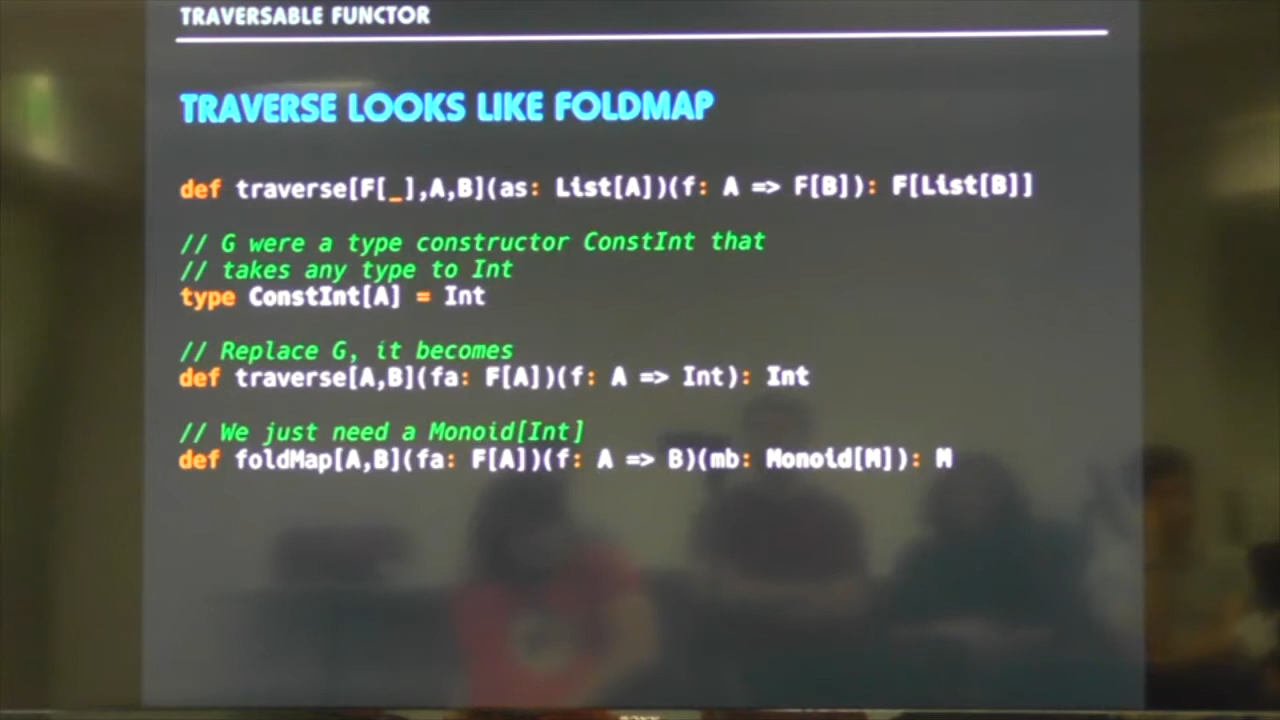 TRAVERSABLE FUNCTOR
TRAVERSE LOOKS LIKE FOLDMAP
def traverse[F[_],A,B](as: List[A])(f: A => F[B]): F[List[B]]
// G were a type constructor ConstInt that
// takes any type to Int
type ConstInt[A] = Int
// Replace G, it becomes
def traverse[A,B](fa: F[A])(f: A => Int): Int
// We just need a Monoid[Int]
def foldMap[A,B](fa: F[A])(f: A => B)(mb: Monoid[M]): M